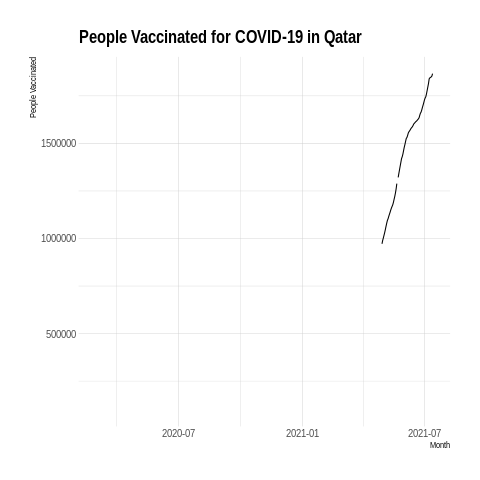 People Vaccinated for COVID-19 in Qatar
People Vaccinated
1500000
1000000
500000
2020-07 2021-01 2021-07
Month